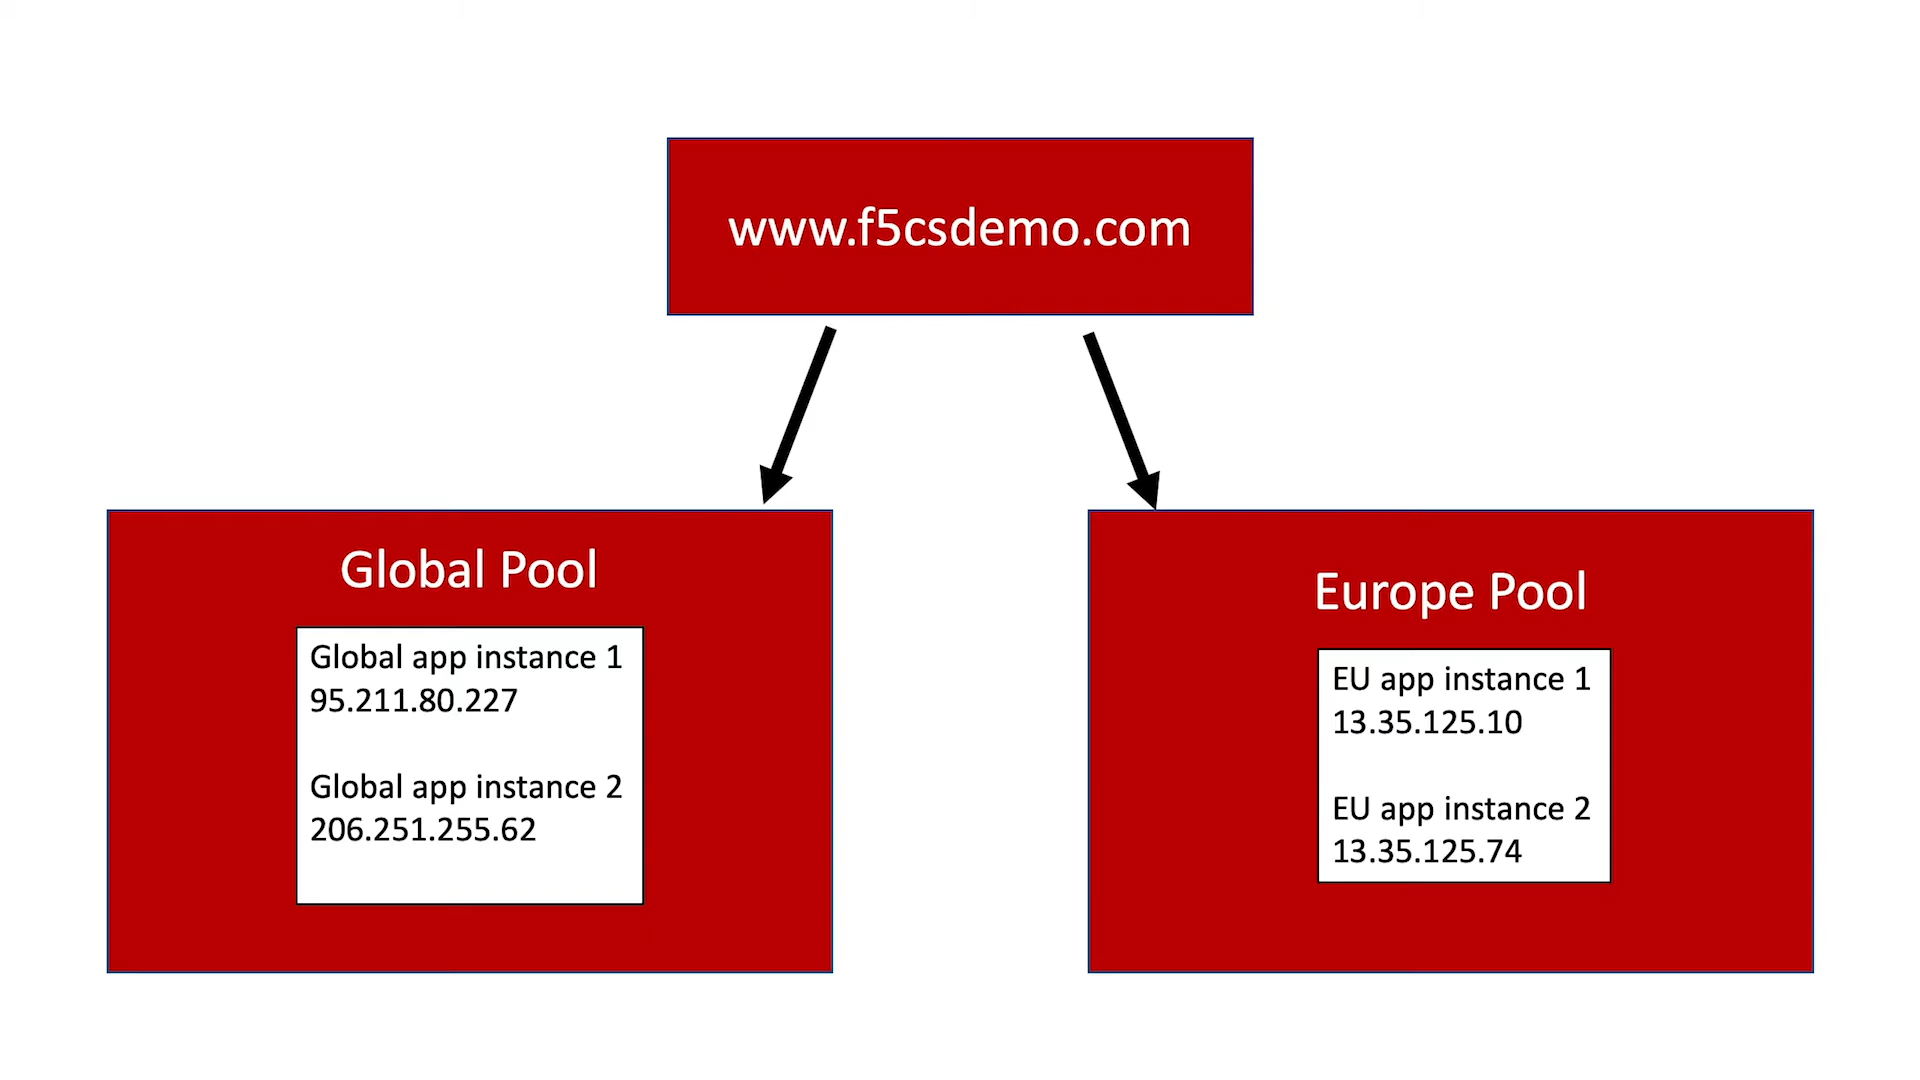 www.f5csdemo.com
Global Pool
Global app instance 1
95.211.80.227
Global app instance 2
206.251.255.62
Europe Pool
EU app instance 1
13.35.125.10
EU app instance 2
13.35.125.74